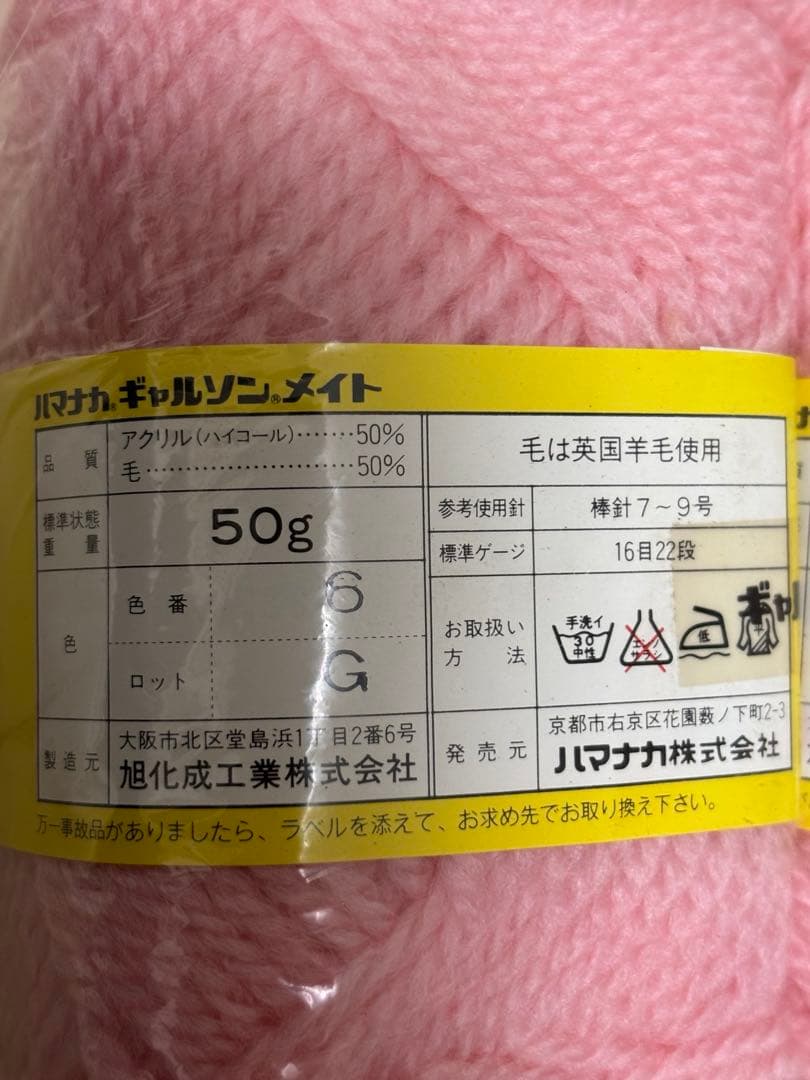 ハマナカ®ギャルソン®メイト
品質
アクリル(ハイコール)……50%
毛……………………50%
標準状態
重量
50g
色
色番
6
ロット
G
製造元
大阪市北区堂島浜1丁目2番6号
旭化成工業株式会社
毛は英国羊毛使用
参考使用針
棒針7～9号
標準ゲージ
16目22段
お取扱い
方法
手洗イ
30
中性
低
平
ギャル
発売元
京都市右京区花園薮ノ下町2-3
ハマナカ株式会社
万一事故品がありましたら、ラベルを添えて、お求め先でお取り換え下さい。